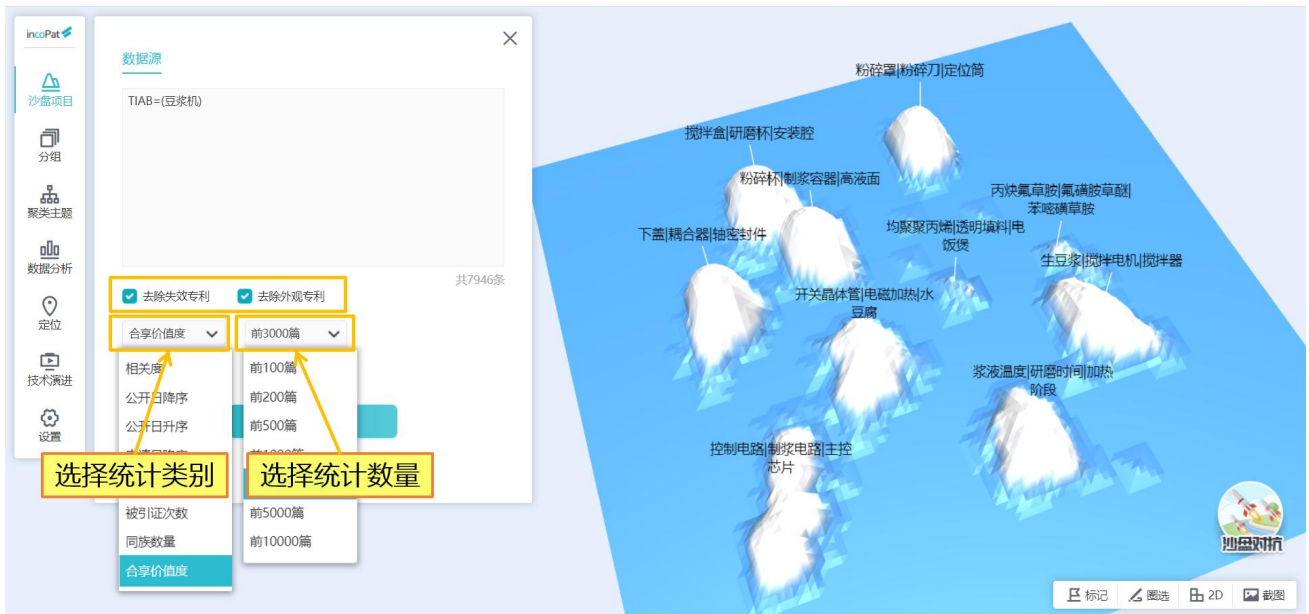 incoPat
沙盘项目
分组
聚类主题
数据分析
定位
技术演进
设置
数据源
TIAB=(豆浆机)
共7946条
去除失效专利
去除外观专利
合享价值度
前3000篇
相关度
公开日降序
公开日升序
被引证次数
同族数量
合享价值度
前100篇
前200篇
前500篇
前5000篇
前10000篇
选择统计类别
选择统计数量
粉碎罩|粉碎刀|定位筒
搅拌盒|研磨杯|安装腔
粉碎杯|制浆容器|高液面
丙炔氟草胺|氟磺胺草醚|
苯嘧磺草胺
下盖|耦合器|轴密封件
均聚聚丙烯|透明填料|电
饭煲
生豆浆|搅拌电机|搅拌器
开关晶体管|电磁加热|水
豆腐
浆液温度|研磨时间|加热
阶段
控制电路|制浆电路|主控
芯片
沙盘对抗
标记
圈选
2D
截图